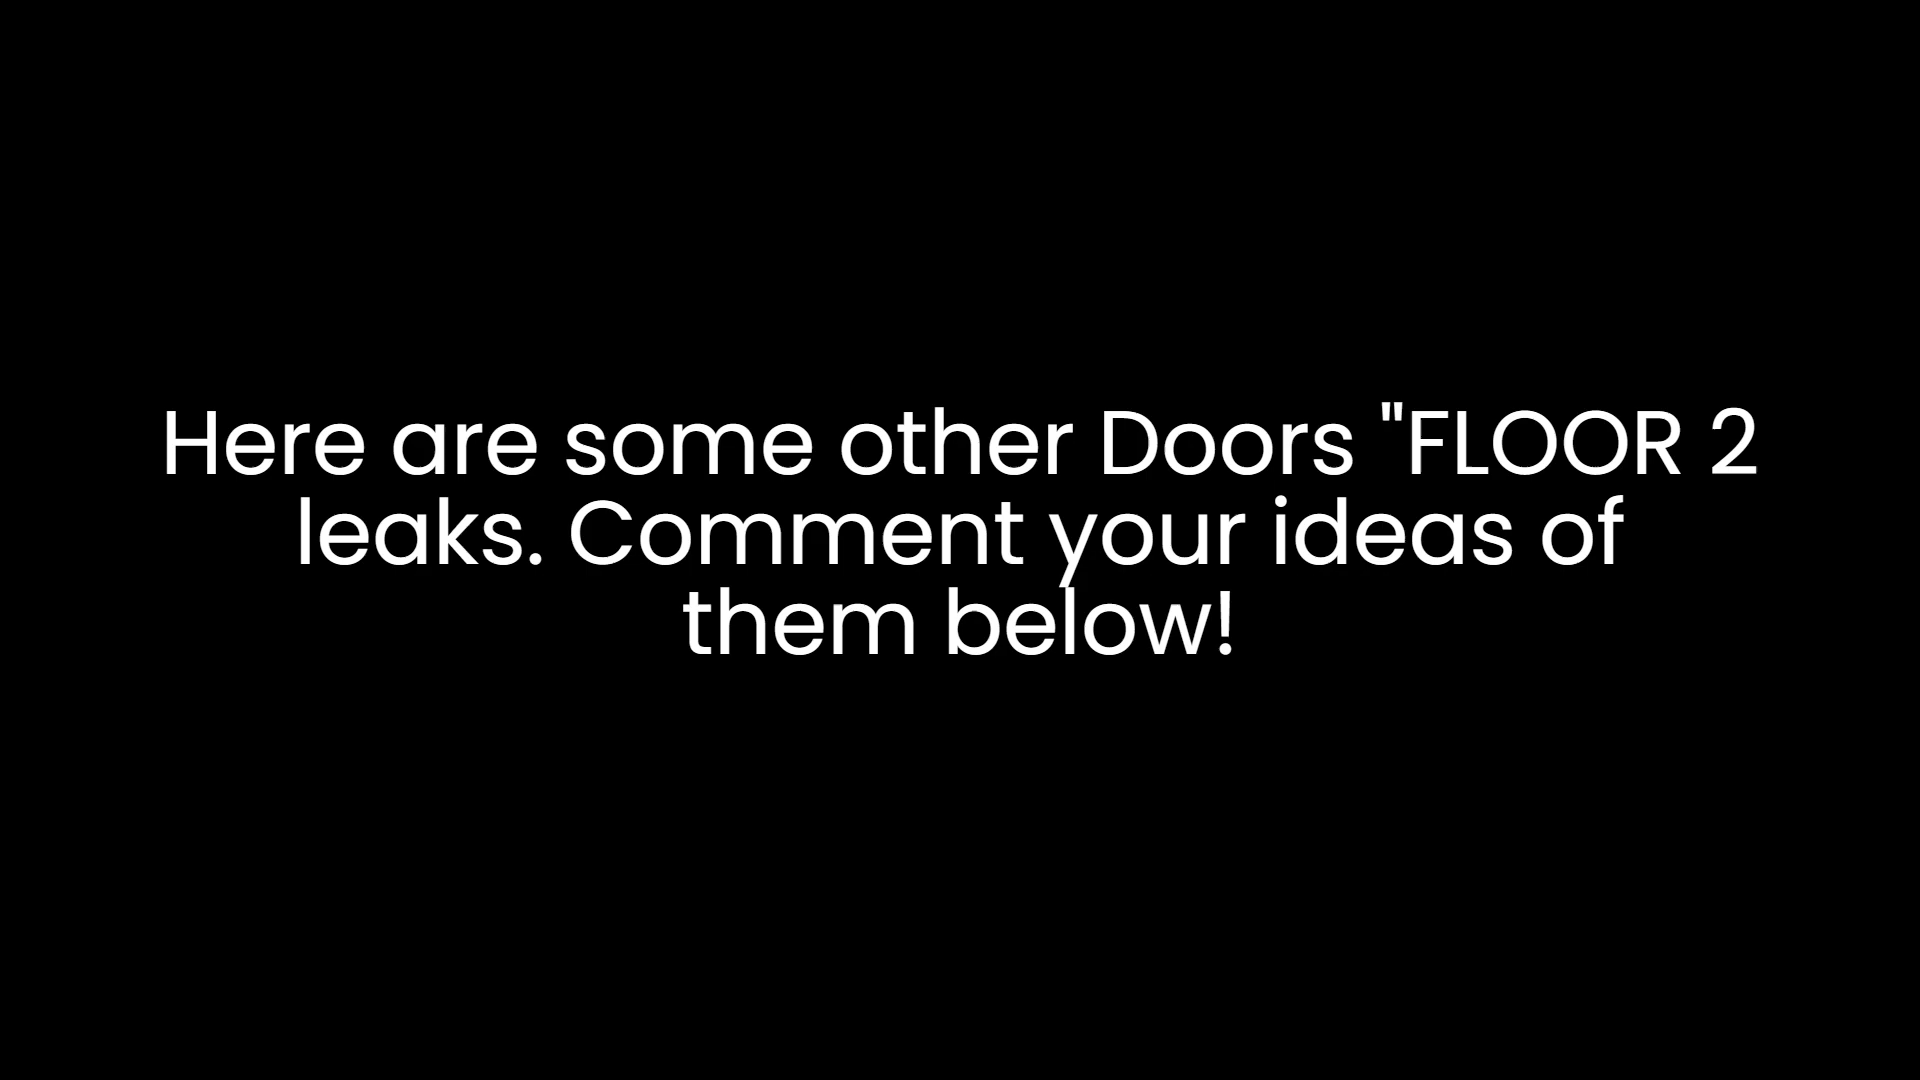 Here are some other Doors "FLOOR 2
leaks. Comment your ideas of
them below!